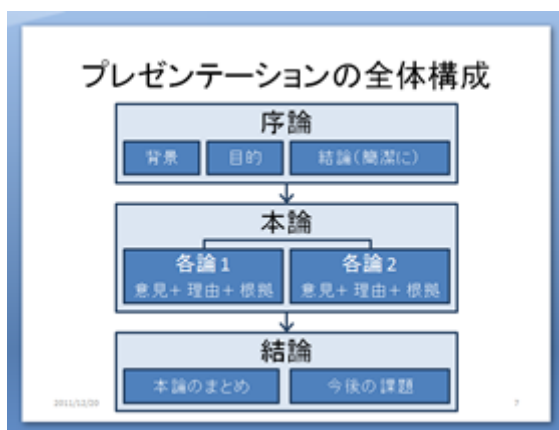 プレゼンテーションの全体構成
序論
背景 目的 結論(簡潔に)
本論
各論1 各論2
意見+理由+根拠 意見+理由+根拠
結論
本論のまとめ 今後の課題
2011/12/20 7